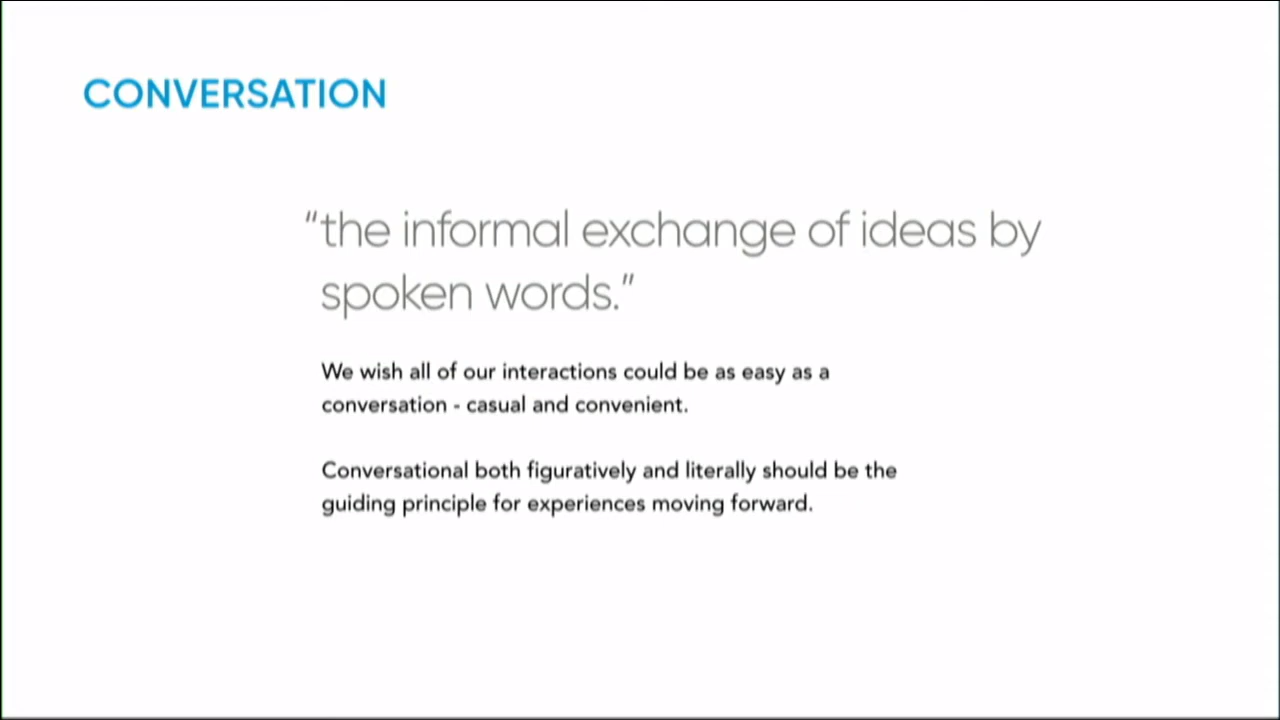 CONVERSATION
"the informal exchange of ideas by
spoken words."
We wish all of our interactions could be as easy as a
conversation - casual and convenient.
Conversational both figuratively and literally should be the
guiding principle for experiences moving forward.